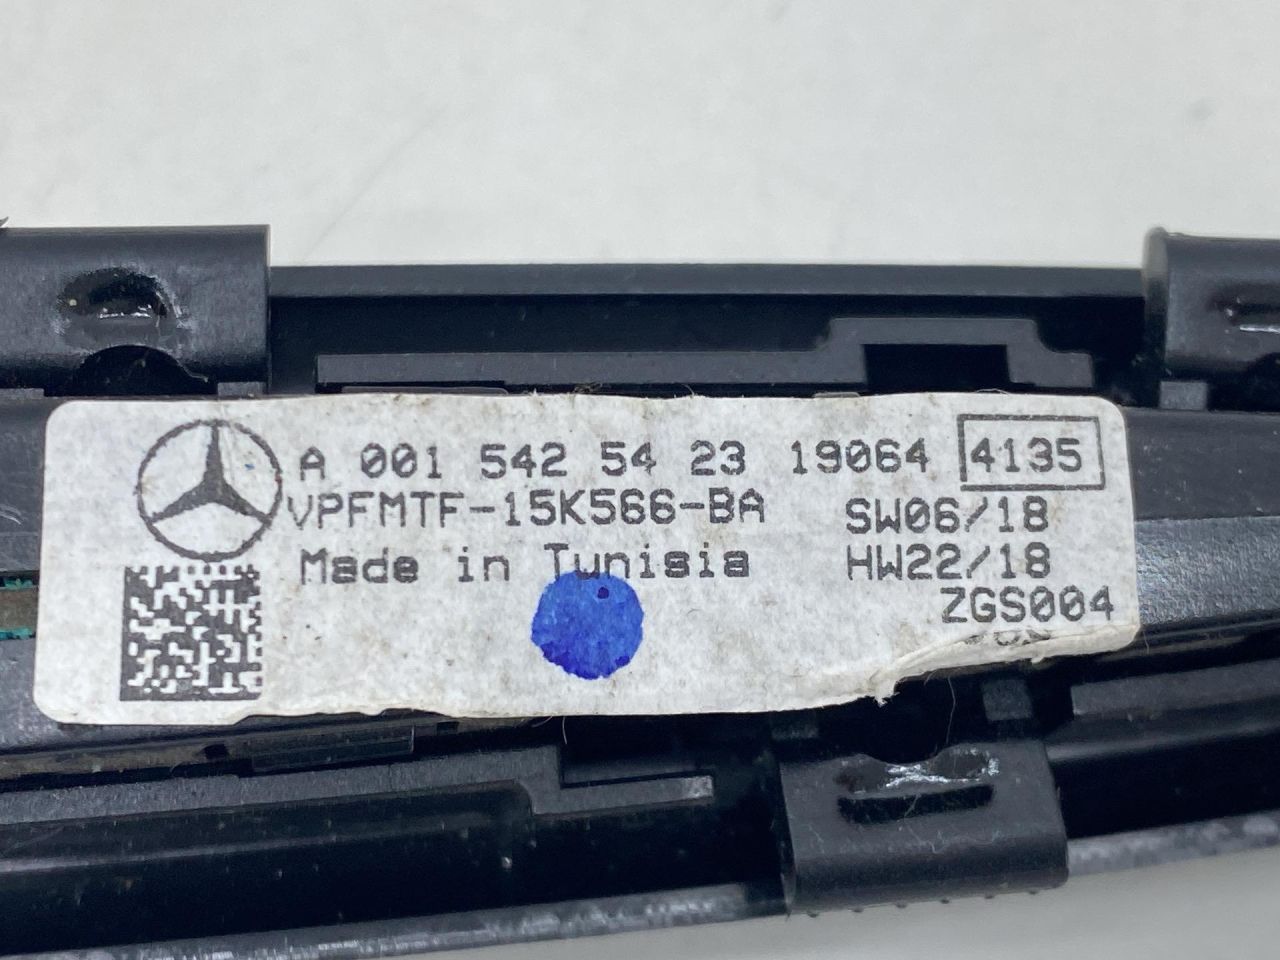 A 001 542 54 23 19064 4135
VPFMTF-15K566-BA SW06/18
Made in Tunisia HW22/18
ZGS004